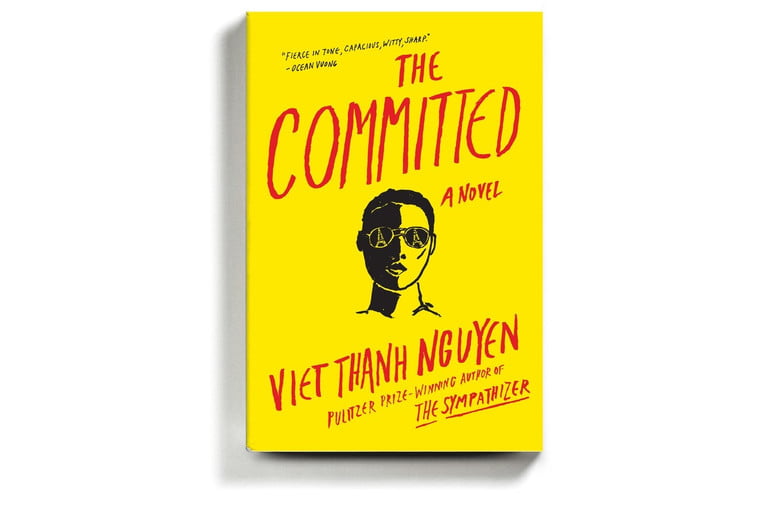 "FIERCE IN TONE, CAPACIOUS, WITTY, SHARP."
–OCEAN VUONG
THE
COMMITTED
A NOVEL
VIET THANH NGUYEN
PULITZER PRIZE–WINNING AUTHOR OF
THE SYMPATHIZER